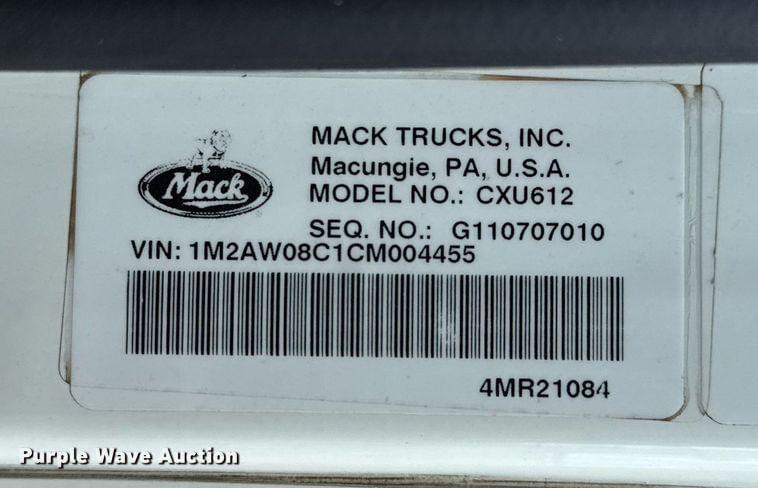 Mack
MACK TRUCKS, INC.
Macungie, PA, U.S.A.
MODEL NO.: CXU612
SEQ. NO.: G110707010
VIN: 1M2AW08C1CM004455
4MR21084
Purple Wave Auction